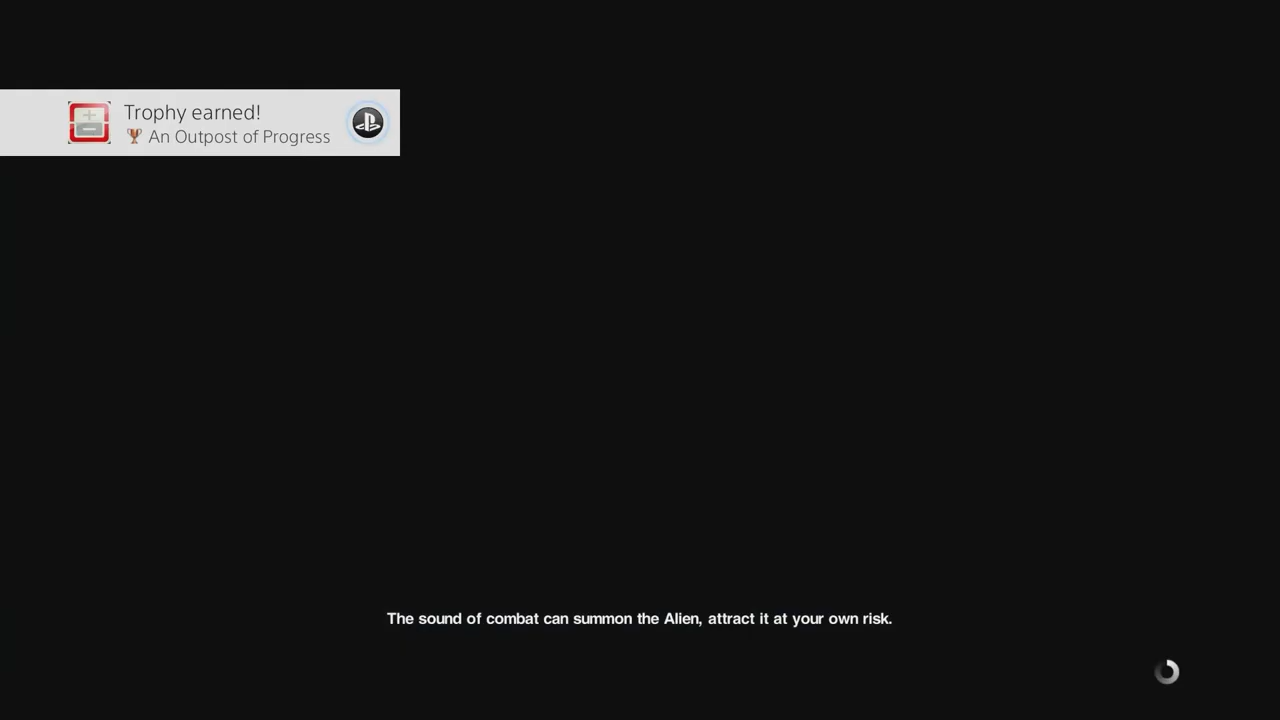 Trophy earned!
An Outpost of Progress
The sound of combat can summon the Alien, attract it at your own risk.